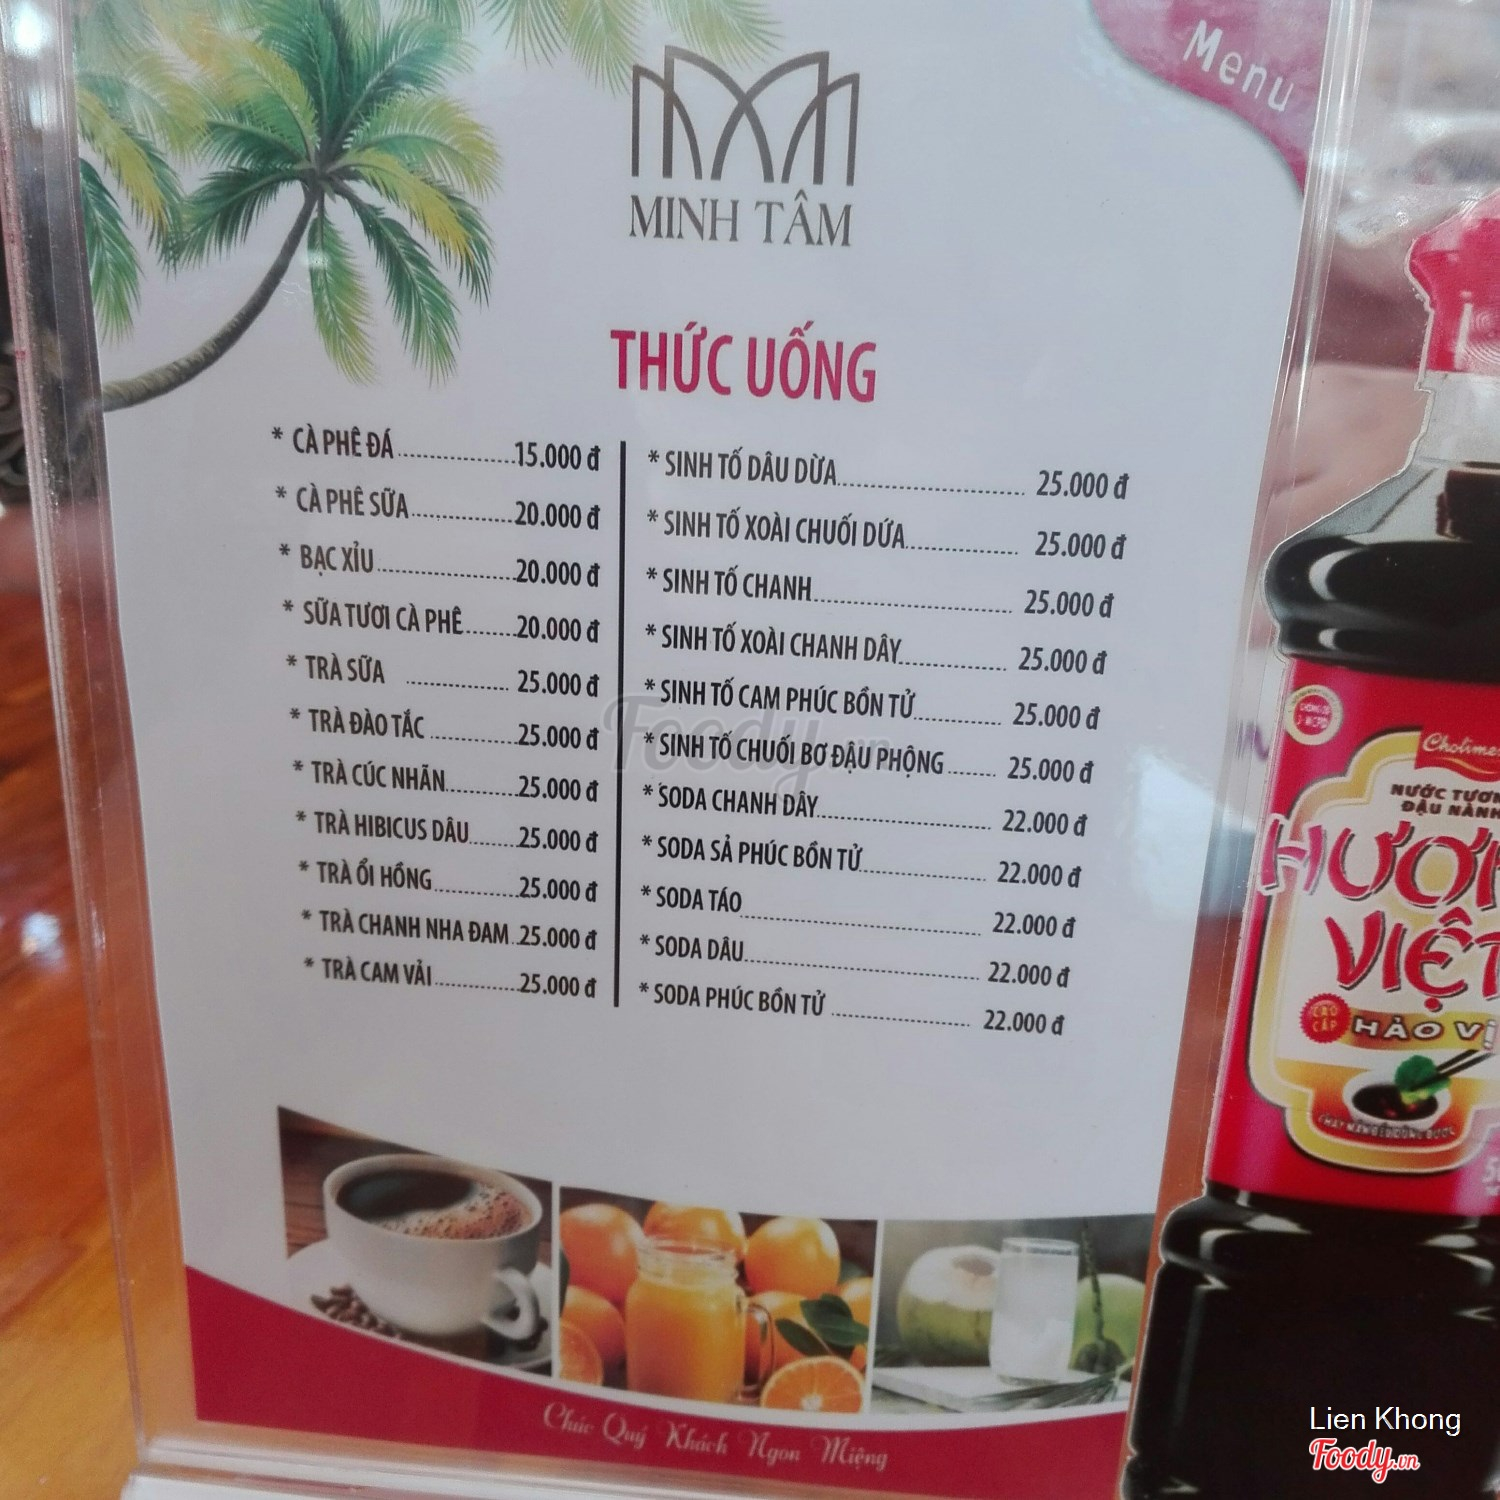 Menu
MINH TÂM
THỨC UỐNG
* CÀ PHÊ ĐÁ 15.000 đ
* CÀ PHÊ SỮA 20.000 đ
* BẠC XỈU 20.000 đ
* SỮA TƯƠI CÀ PHÊ 20.000 đ
* TRÀ SỮA 25.000 đ
* TRÀ ĐÀO TẮC 25.000 đ
* TRÀ CÚC NHÃN 25.000 đ
* TRÀ HIBICUS DÂU 25.000 đ
* TRÀ ỔI HỒNG 25.000 đ
* TRÀ CHANH NHA ĐAM 25.000 đ
* TRÀ CAM VẢI 25.000 đ
* SINH TỐ DÂU DỪA 25.000 đ
* SINH TỐ XOÀI CHUỐI DỨA 25.000 đ
* SINH TỐ CHANH 25.000 đ
* SINH TỐ XOÀI CHANH DÂY 25.000 đ
* SINH TỐ CAM PHÚC BỒN TỬ 25.000 đ
* SINH TỐ CHUỐI BƠ ĐẬU PHỘNG 25.000 đ
* SODA CHANH DÂY 22.000 đ
* SODA SẢ PHÚC BỒN TỬ 22.000 đ
* SODA TÁO 22.000 đ
* SODA DÂU 22.000 đ
* SODA PHÚC BỒN TỬ 22.000 đ
Chúc Quý Khách Ngon Miệng
Foody.vn
Cholimex
NƯỚC TƯƠNG
ĐẬU NÀNH
HƯƠNG
VIỆT
CAO
CẤP
HẢO VỊ
Lien Khong
Foody.vn